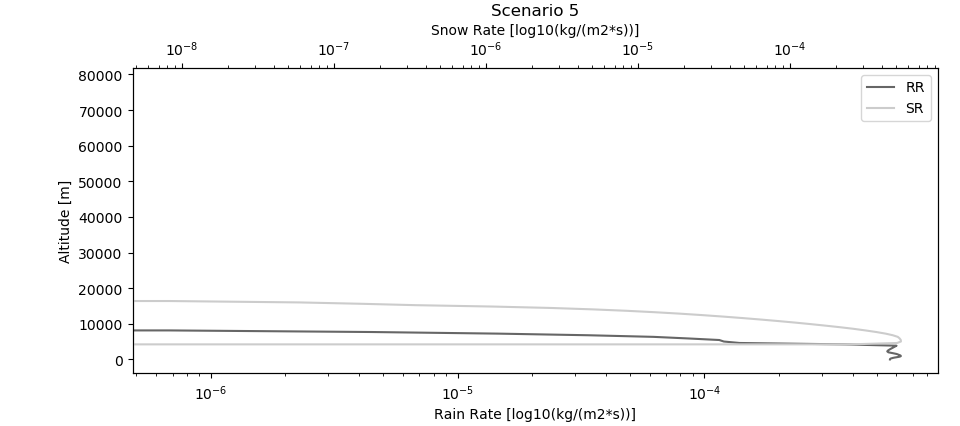 Scenario 5
Snow Rate [log10(kg/(m2*s))]
10⁻⁸ 10⁻⁷ 10⁻⁶ 10⁻⁵ 10⁻⁴
80000
70000
60000
50000
40000
30000
20000
10000
0
Altitude [m]
RR
SR
10⁻⁶ 10⁻⁵ 10⁻⁴
Rain Rate [log10(kg/(m2*s))]